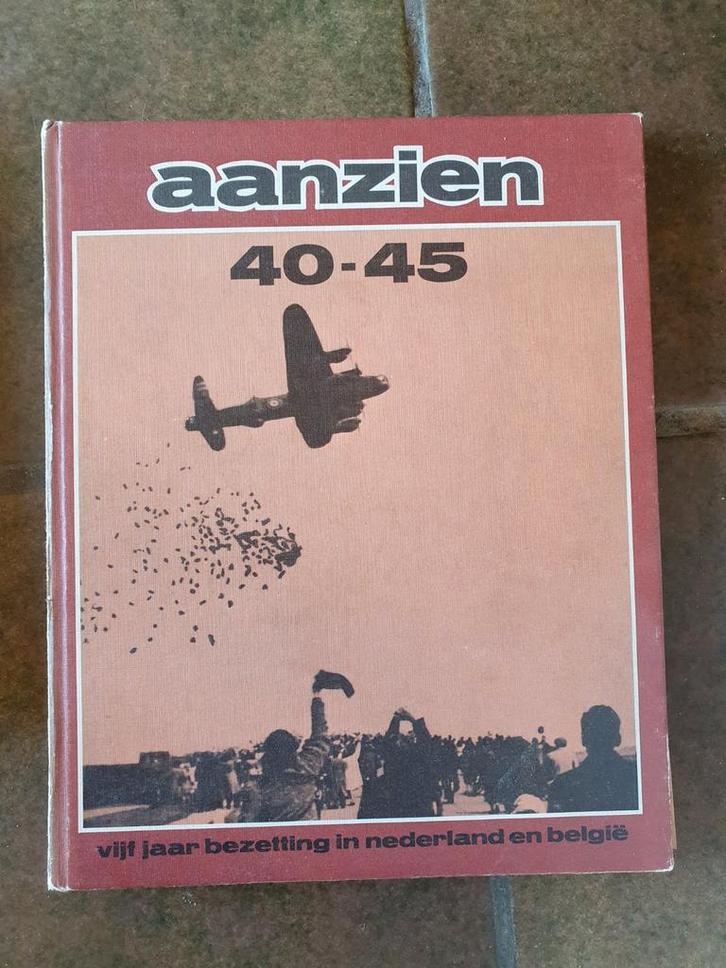 aanzien
40-45
vijf jaar bezetting in nederland en belgië